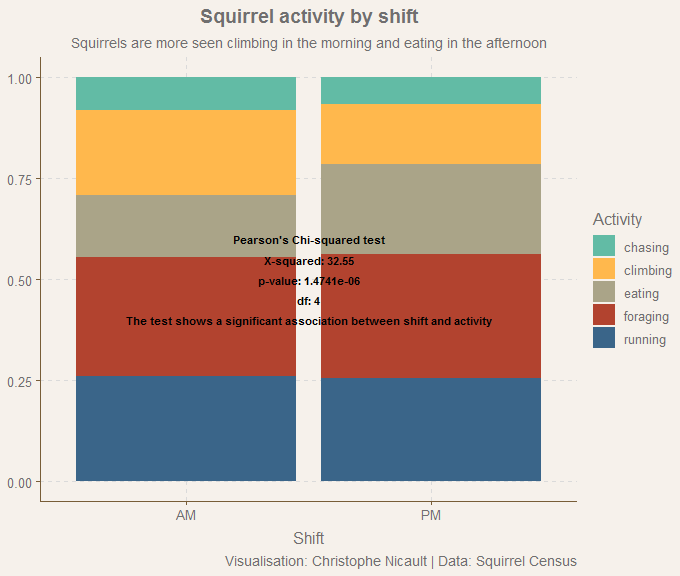 Squirrel activity by shift
Squirrels are more seen climbing in the morning and eating in the afternoon
1.00
0.75
0.50
0.25
0.00
Pearson's Chi-squared test
X-squared: 32.55
p-value: 1.4741e-06
df: 4
The test shows a significant association between shift and activity
Activity
chasing
climbing
eating
foraging
running
AM PM
Shift
Visualisation: Christophe Nicault | Data: Squirrel Census